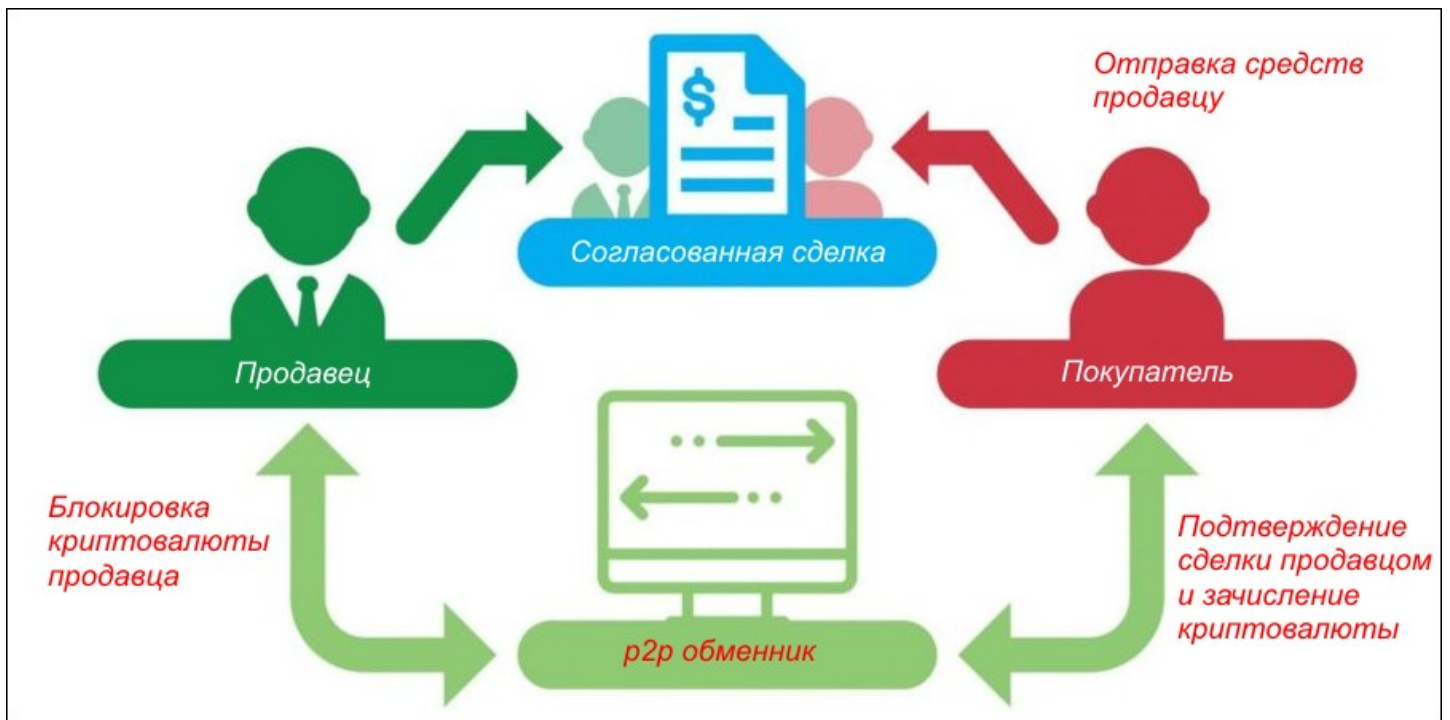 Отправка средств
продавцу
$
Согласованная сделка
Продавец
Покупатель
Блокировка
криптовалюты
продавца
Подтверждение
сделки продавцом
и зачисление
криптовалюты
p2p обменник